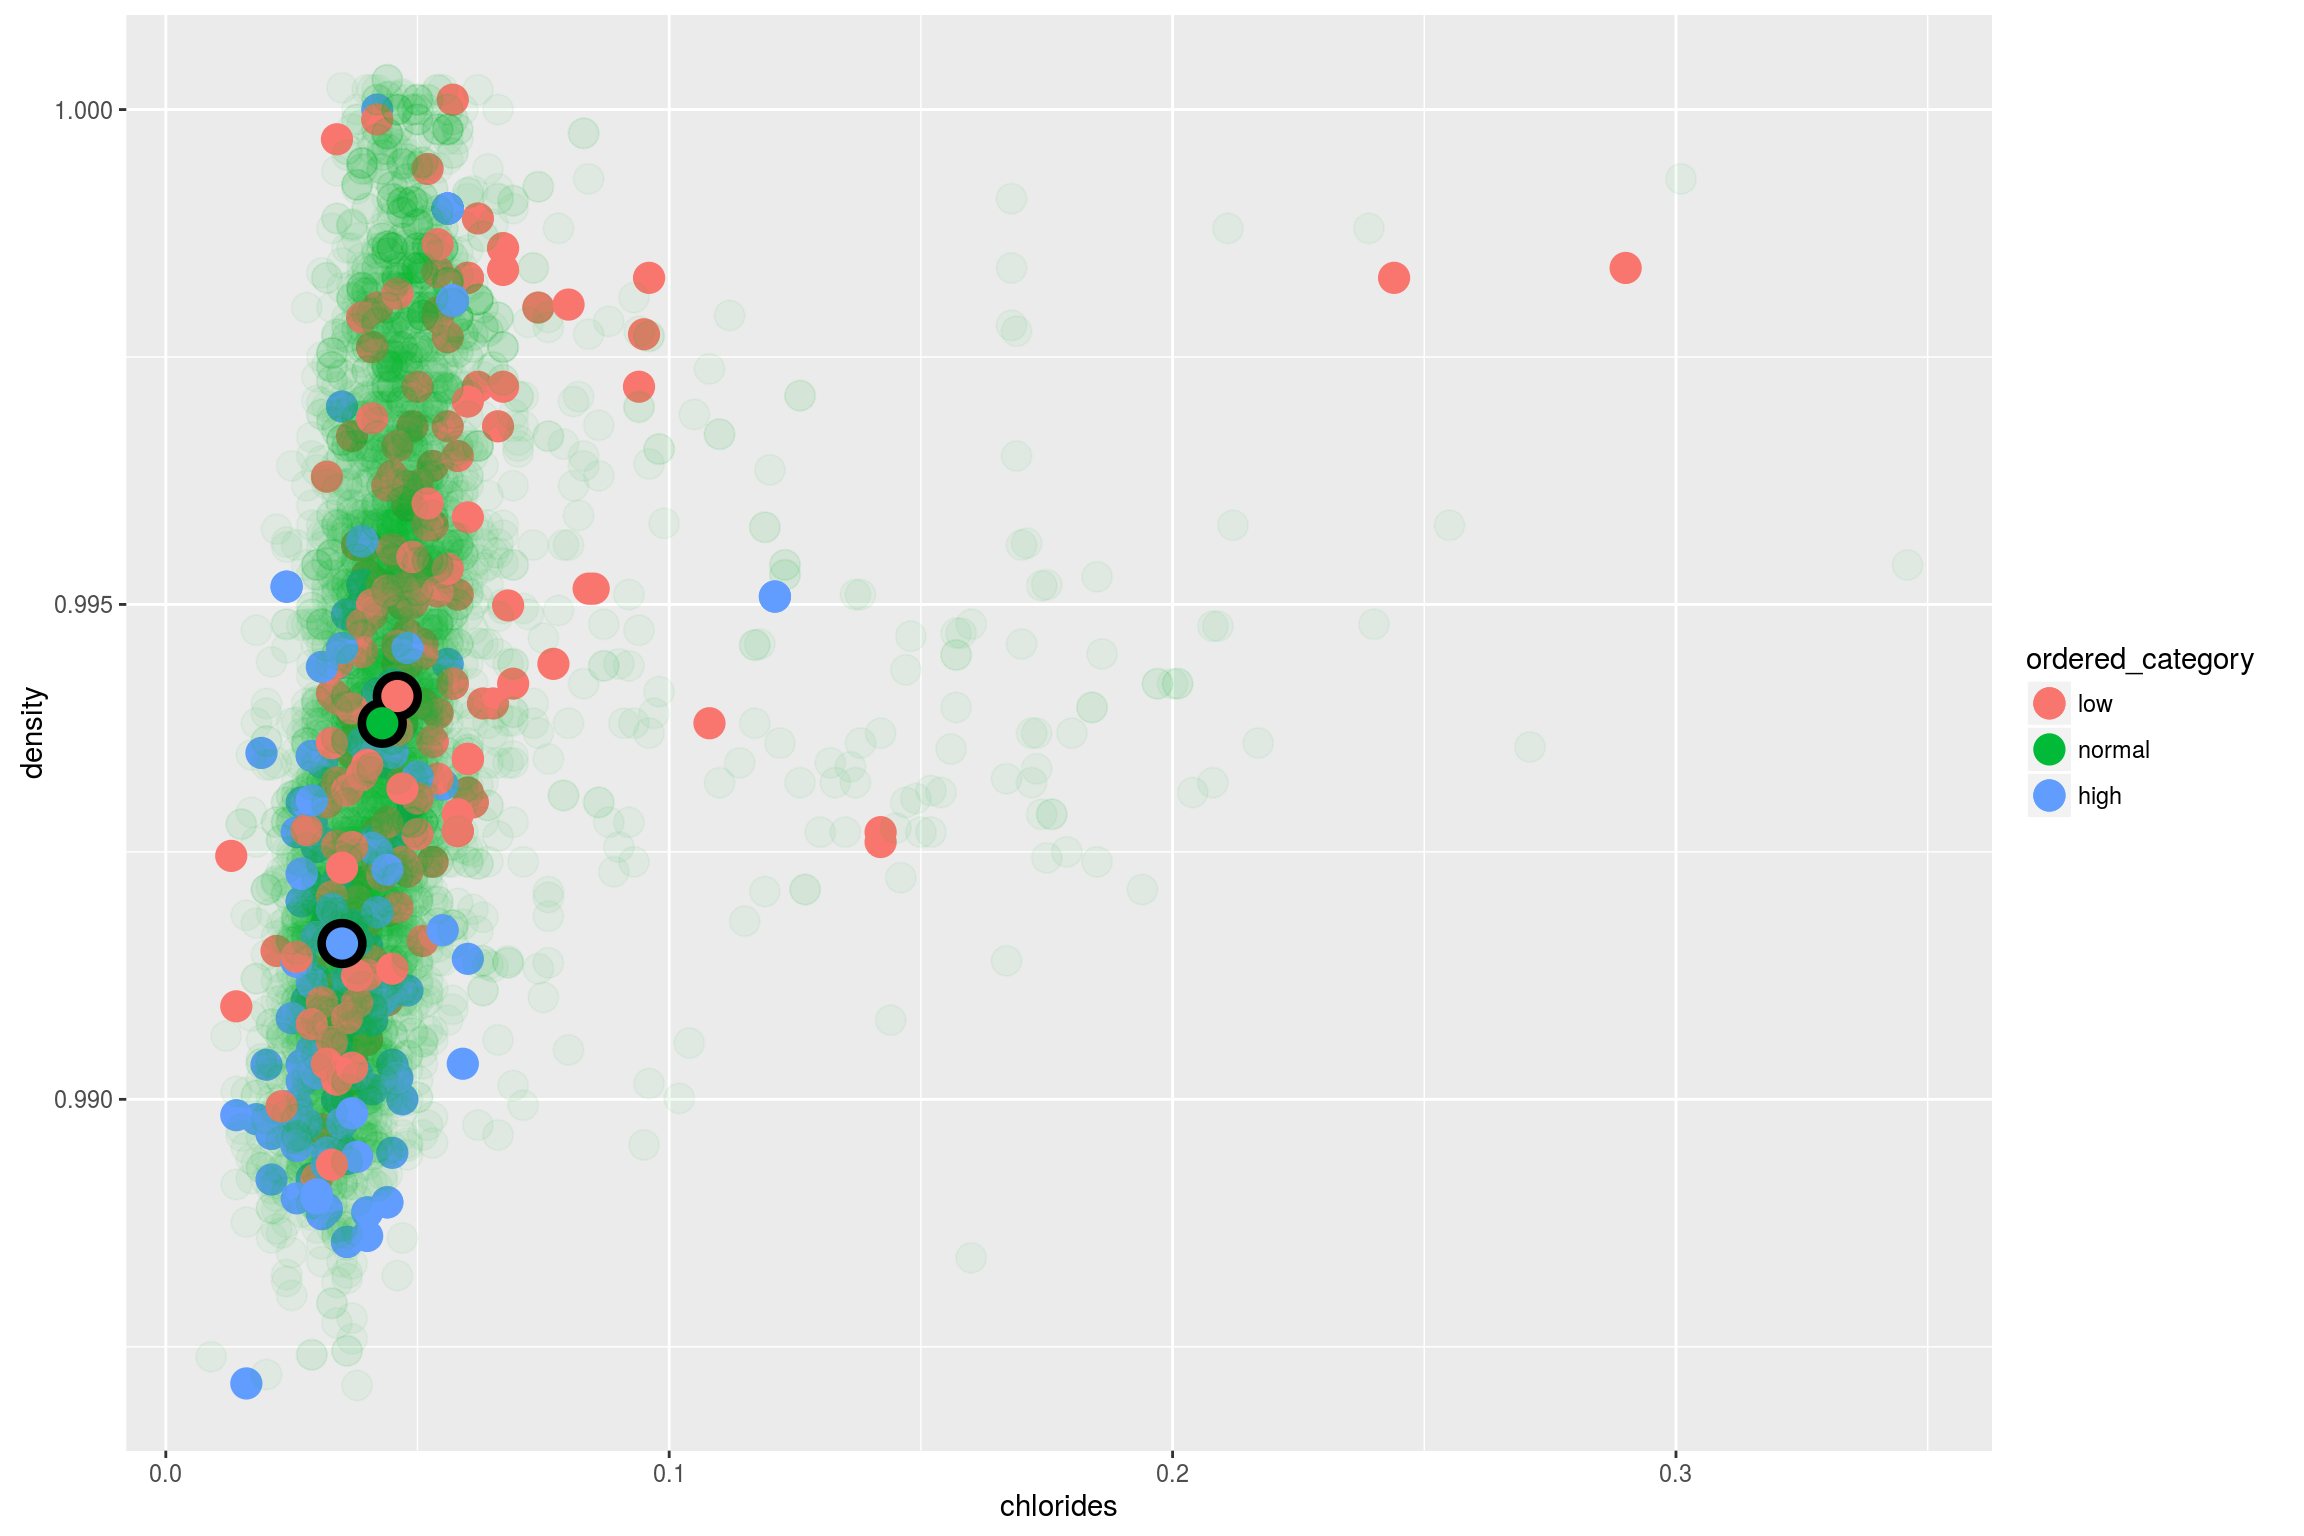 1.000
0.995
0.990
density
0.0
0.1
0.2
0.3
chlorides
ordered_category
low
normal
high